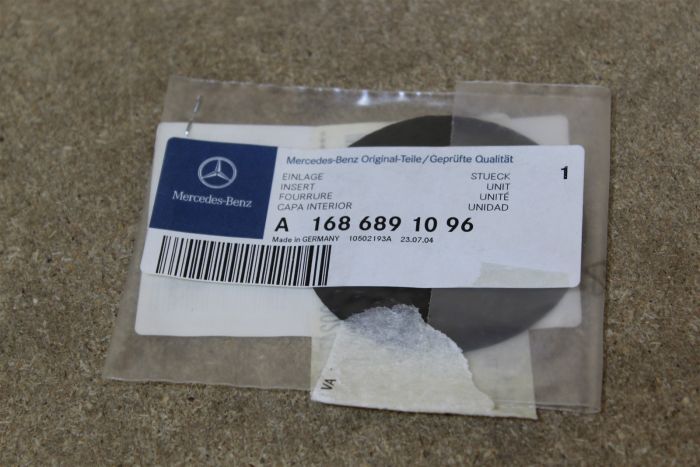 Mercedes-Benz
Mercedes-Benz Original-Teile/Geprüfte Qualität
EINLAGE STUECK 1
INSERT UNIT
FOURRURE UNITÉ
CAPA INTERIOR UNIDAD
A 168 689 10 96
Made in GERMANY 10502193A 23.07.04
VA